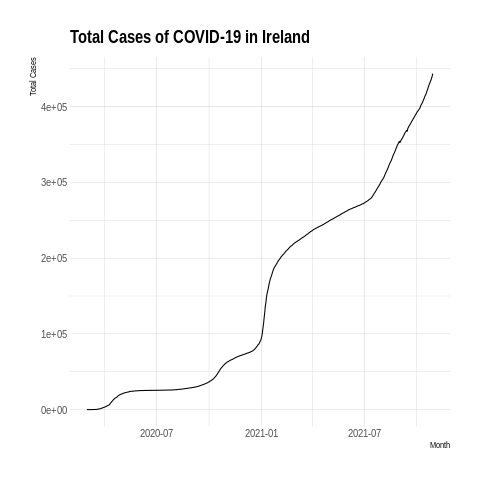 Total Cases of COVID-19 in Ireland
Total Cases
4e+05
3e+05
2e+05
1e+05
0e+00
2020-07 2021-01 2021-07
Month